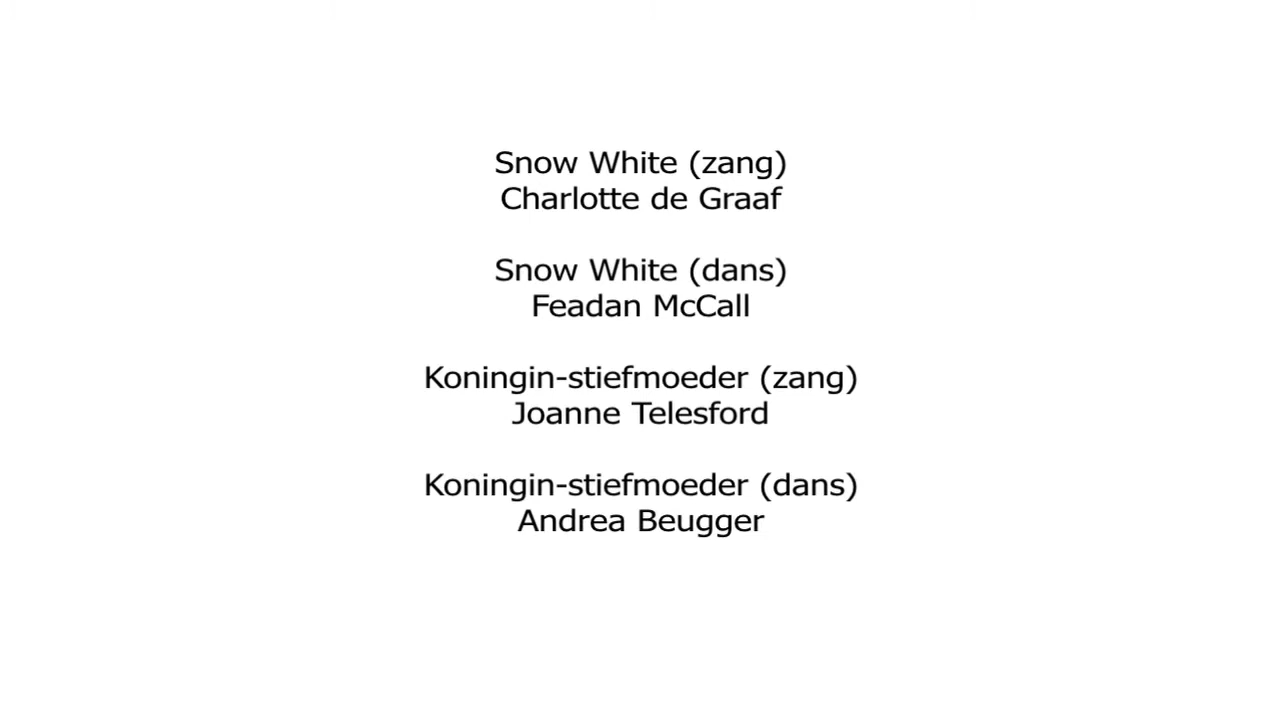 Snow White (zang)
Charlotte de Graaf
Snow White (dans)
Feadan McCall
Koningin-stiefmoeder (zang)
Joanne Telesford
Koningin-stiefmoeder (dans)
Andrea Beugger